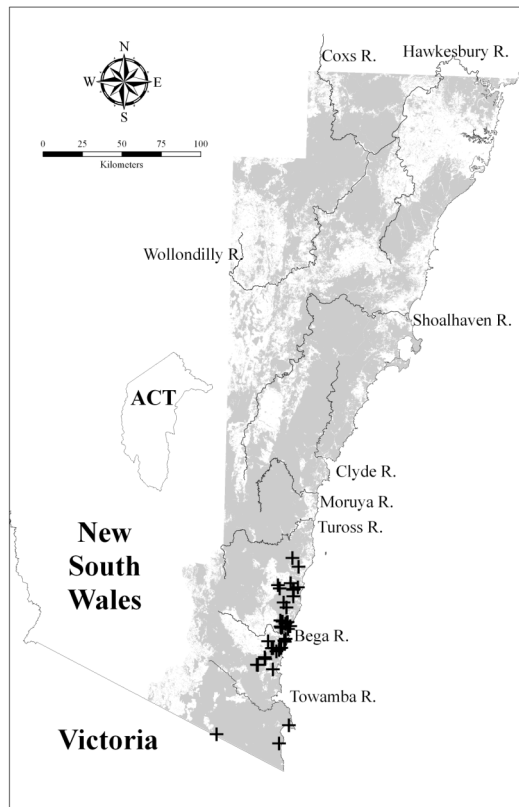 Coxs R.
Hawkesbury R.
N
W
E
S
0 25 50 75 100
Kilometers
Wollondilly R.
Shoalhaven R.
ACT
Clyde R.
Moruya R.
Tuross R.
New
South
Wales
Bega R.
Towamba R.
Victoria